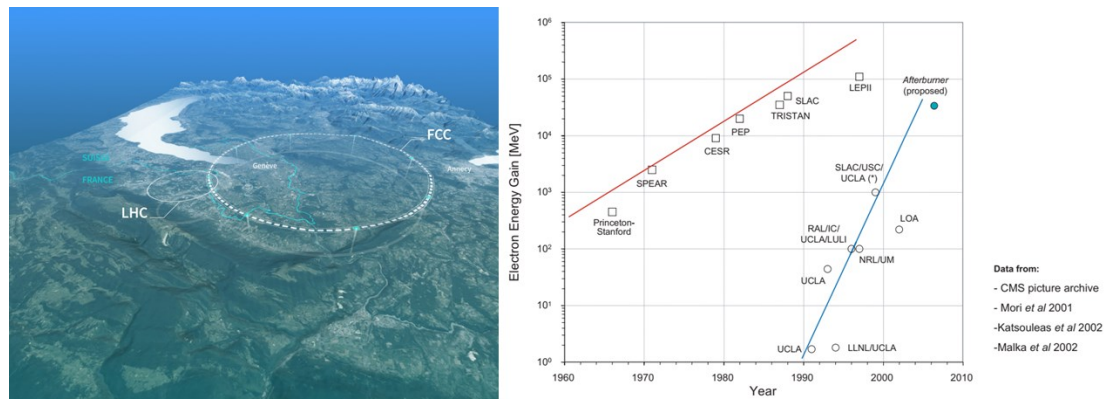 FCC
SUISSE
Genève
Annecy
FRANCE
LHC
Electron Energy Gain [MeV]
10⁶
10⁵
10⁴
10³
10²
10¹
10⁰
1960
1970
1980
1990
2000
2010
Year
Princeton-
Stanford
SPEAR
CESR
PEP
TRISTAN
SLAC
LEPII
Afterburner
(proposed)
SLAC/USC/
UCLA (*)
LOA
RAL/IC/
UCLA/LULI
NRL/UM
UCLA
UCLA
LLNL/UCLA
Data from:
- CMS picture archive
- Mori et al 2001
-Katsouleas et al 2002
-Malka et al 2002